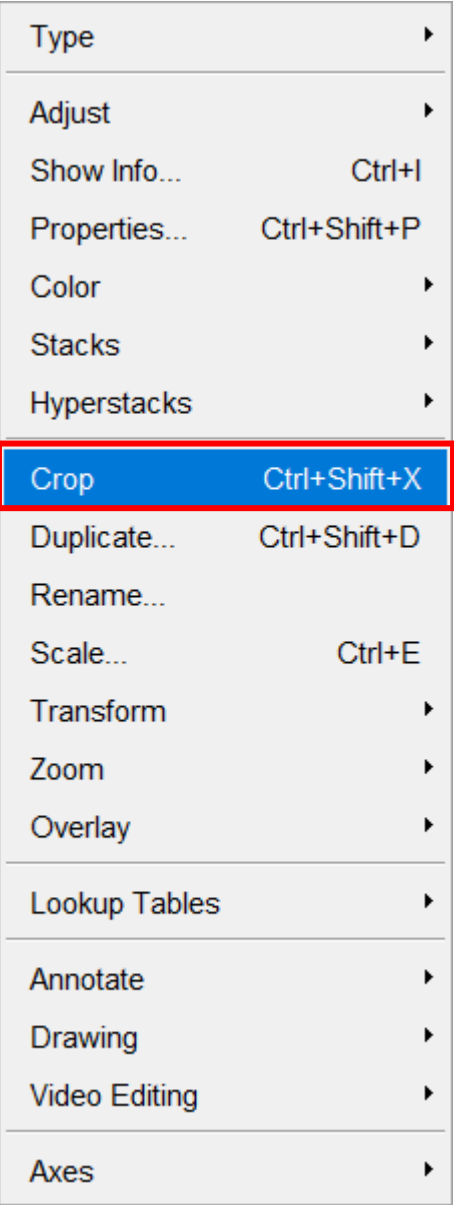 Type
Adjust
Show Info... Ctrl+I
Properties... Ctrl+Shift+P
Color
Stacks
Hyperstacks
Crop Ctrl+Shift+X
Duplicate... Ctrl+Shift+D
Rename...
Scale... Ctrl+E
Transform
Zoom
Overlay
Lookup Tables
Annotate
Drawing
Video Editing
Axes